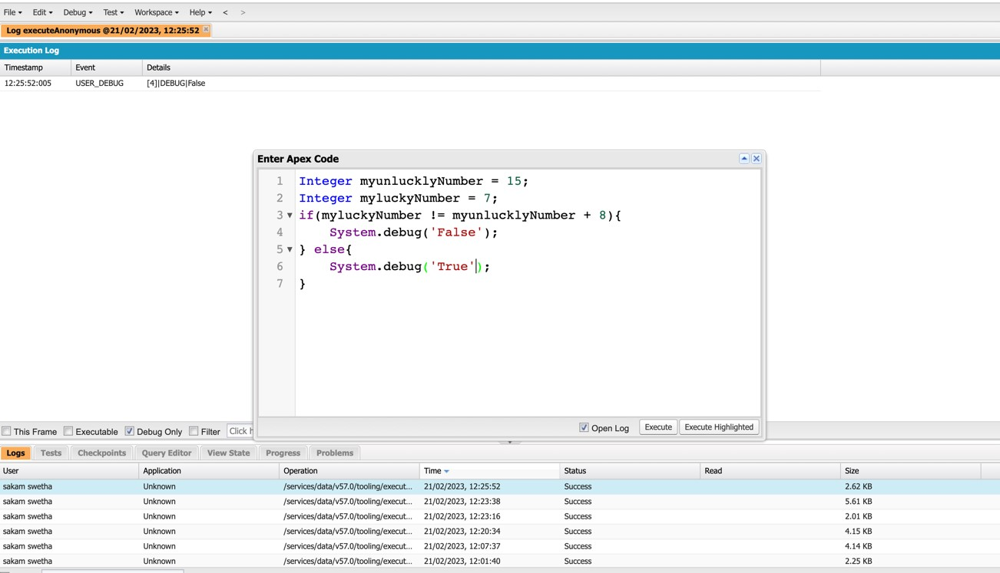 File Edit Debug Test Workspace Help < >
Log executeAnonymous @21/02/2023, 12:25:52
Execution Log
Timestamp Event Details
12:25:52:005 USER_DEBUG [4]|DEBUG|False
Enter Apex Code
1 Integer myunlucklyNumber = 15;
2 Integer myluckyNumber = 7;
3 if(myluckyNumber != myunlucklyNumber + 8){
4 System.debug('False');
5 } else{
6 System.debug('True');
7 }
Open Log Execute Execute Highlighted
This Frame Executable Debug Only Filter Click h
Logs Tests Checkpoints Query Editor View State Progress Problems
User Application Operation Time Status Read Size
sakam swetha Unknown /services/data/v57.0/tooling/execut... 21/02/2023, 12:25:52 Success 2.62 KB
sakam swetha Unknown /services/data/v57.0/tooling/execut... 21/02/2023, 12:23:38 Success 5.61 KB
sakam swetha Unknown /services/data/v57.0/tooling/execut... 21/02/2023, 12:23:16 Success 2.01 KB
sakam swetha Unknown /services/data/v57.0/tooling/execut... 21/02/2023, 12:20:34 Success 4.15 KB
sakam swetha Unknown /services/data/v57.0/tooling/execut... 21/02/2023, 12:07:37 Success 4.14 KB
sakam swetha Unknown /services/data/v57.0/tooling/execut... 21/02/2023, 12:01:40 Success 2.25 KB